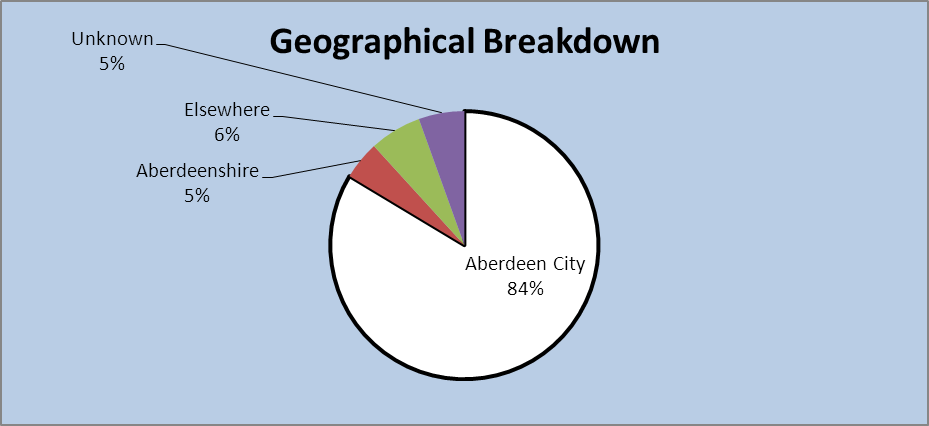 Geographical Breakdown
Unknown
5%
Elsewhere
6%
Aberdeenshire
5%
Aberdeen City
84%